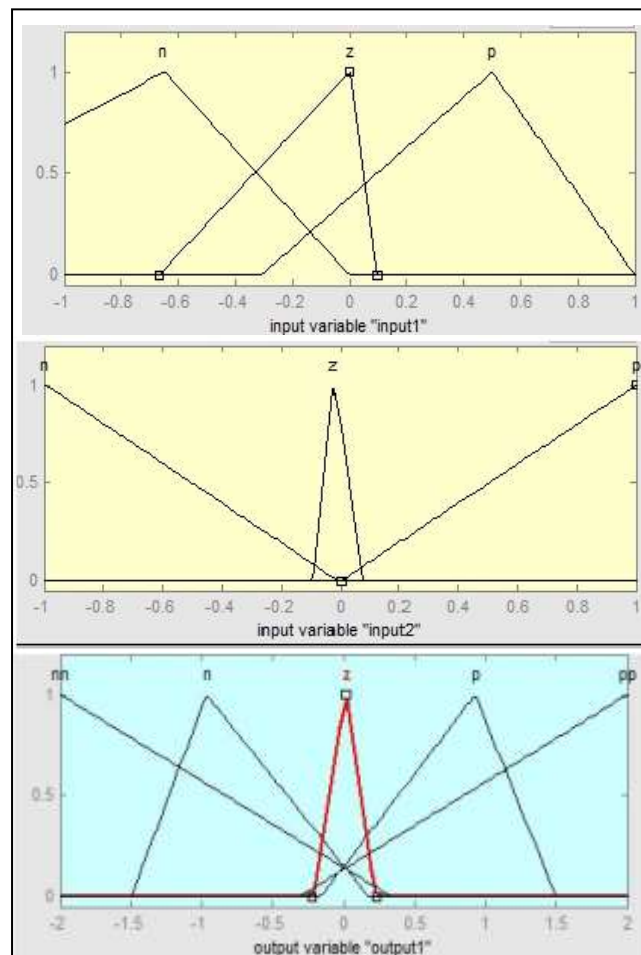 n z p
1
0.5
0
-1 -0.8 -0.6 -0.4 -0.2 0 0.2 0.4 0.6 0.8 1
input variable "input1"
n z p
1
0.5
0
-1 -0.8 -0.6 -0.4 -0.2 0 0.2 0.4 0.6 0.8 1
input variable "input2"
nn n z p pp
1
0.5
0
-2 -1.5 -1 -0.5 0 0.5 1 1.5 2
output variable "output1"